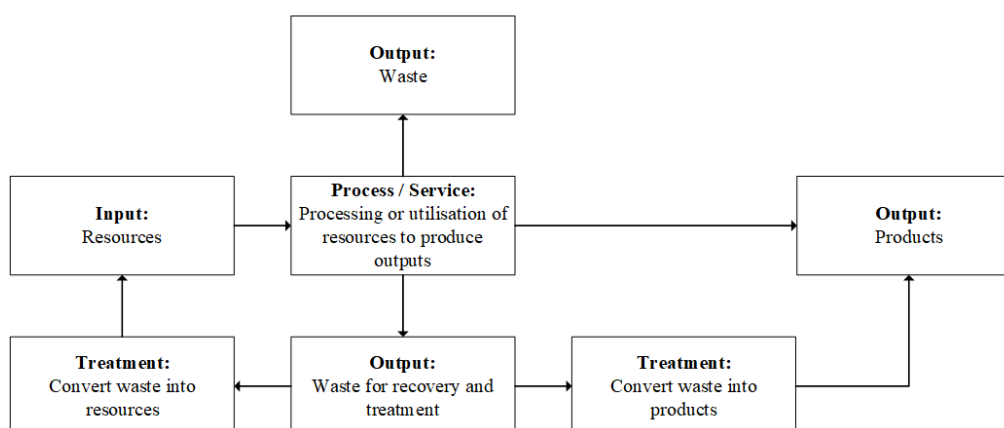 Output:
Waste
Input:
Resources
Process / Service:
Processing or utilisation of
resources to produce
outputs
Output:
Products
Treatment:
Convert waste into
resources
Output:
Waste for recovery and
treatment
Treatment:
Convert waste into
products